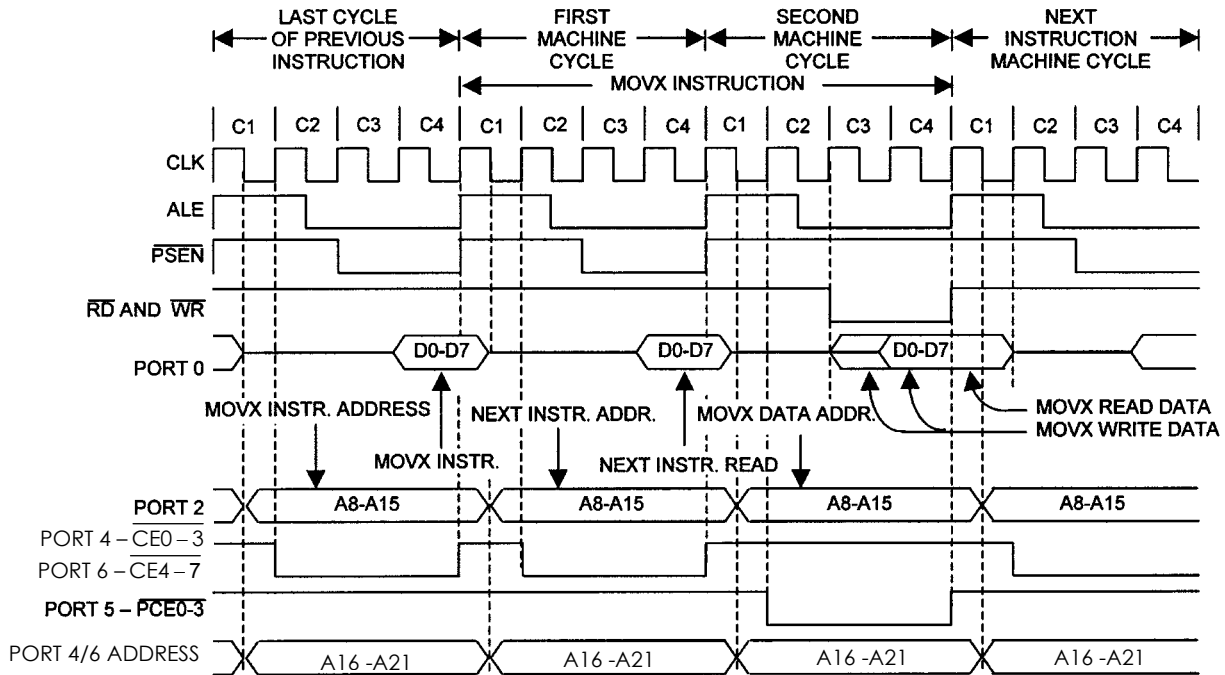 LAST CYCLE
OF PREVIOUS
INSTRUCTION
FIRST
MACHINE
CYCLE
SECOND
MACHINE
CYCLE
NEXT
INSTRUCTION
MACHINE CYCLE
MOVX INSTRUCTION
C1 C2 C3 C4 C1 C2 C3 C4 C1 C2 C3 C4 C1 C2 C3 C4
CLK
ALE
PSEN
RD AND WR
PORT 0
D0-D7 D0-D7 D0-D7
MOVX INSTR. ADDRESS
NEXT INSTR. ADDR.
MOVX DATA ADDR.
MOVX READ DATA
MOVX WRITE DATA
MOVX INSTR.
NEXT INSTR. READ
PORT 2 A8-A15 A8-A15 A8-A15 A8-A15
PORT 4 – CE0 – 3
PORT 6 – CE4 – 7
PORT 5 – PCE0-3
PORT 4/6 ADDRESS A16 -A21 A16 -A21 A16 -A21 A16 -A21